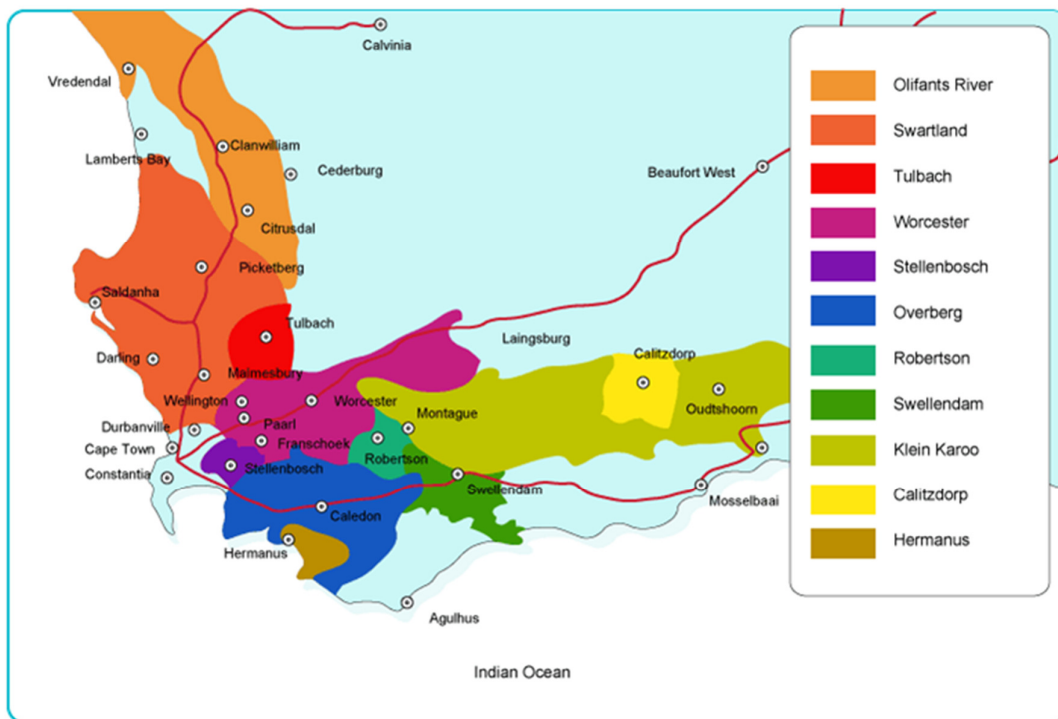 Calvinia
Vredendal
Lamberts Bay
Clanwilliam
Cederburg
Beaufort West
Citrusdal
Picketberg
Saldanha
Tulbach
Laingsburg
Calitzdorp
Darling
Malmesbury
Wellington
Worcester
Oudtshoorn
Montague
Paarl
Durbanville
Franschoek
Cape Town
Robertson
Constantia
Stellenbosch
Swellendam
Mosselbaai
Caledon
Hermanus
Agulhus
Indian Ocean
Olifants River
Swartland
Tulbach
Worcester
Stellenbosch
Overberg
Robertson
Swellendam
Klein Karoo
Calitzdorp
Hermanus